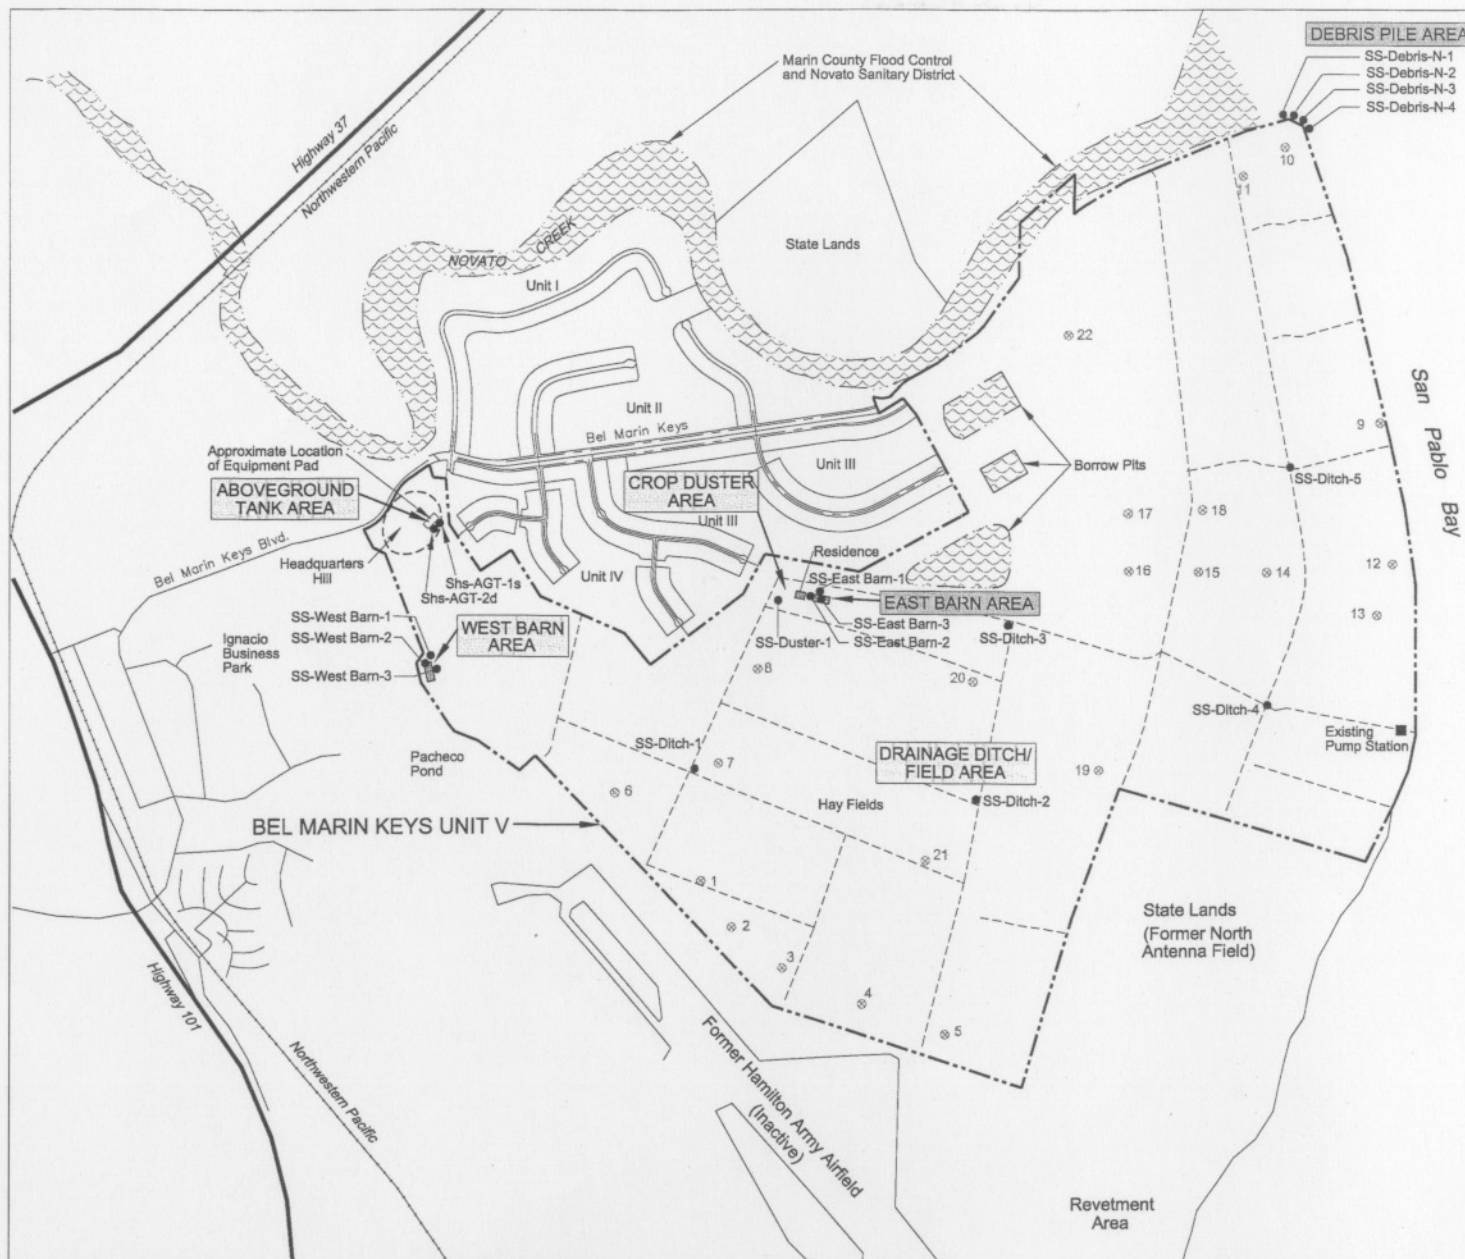 DEBRIS PILE AREA
SS-Debris-N-1
SS-Debris-N-2
SS-Debris-N-3
SS-Debris-N-4
Marin County Flood Control
and Novato Sanitary District
Highway 37
Northwestern Pacific
10
11
State Lands
NOVATO
CREEK
Unit I
22
San Pablo Bay
Unit II
Bel Marin Keys
9
Approximate Location
of Equipment Pad
ABOVEGROUND
TANK AREA
CROP DUSTER
AREA
Unit III
Borrow Pits
SS-Ditch-5
Unit III
17
18
Bel Marin Keys Blvd.
Headquarters
Hill
Residence
Unit IV
SS-East Barn-1
16
15
14
12
Shs-AGT-1s
Shs-AGT-2d
EAST BARN AREA
SS-West Barn-1
SS-West Barn-2
SS-West Barn-3
WEST BARN
AREA
SS-East Barn-3
SS-East Barn-2
SS-Duster-1
SS-Ditch-3
13
Ignacio
Business
Park
8
20
SS-Ditch-4
Existing
Pump Station
Pacheco
Pond
SS-Ditch-1
7
DRAINAGE DITCH/
FIELD AREA
19
6
Hay Fields
SS-Ditch-2
BEL MARIN KEYS UNIT V
21
1
2
3
4
5
State Lands
(Former North
Antenna Field)
Highway 101
Northwestern Pacific
Former Hamilton Army Airfield
(Inactive)
Revetment
Area